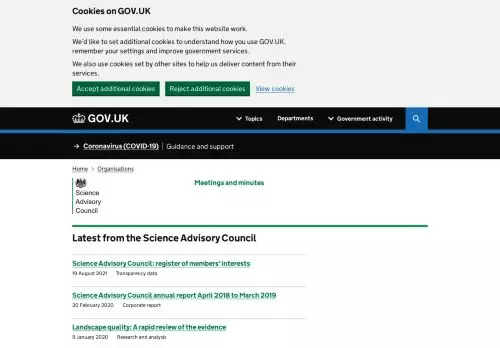 Cookies on GOV.UK
We use some essential cookies to make this website work.
We'd like to set additional cookies to understand how you use GOV.UK,
remember your settings and improve government services.
We also use cookies set by other sites to help us deliver content from their
services.
Accept additional cookies Reject additional cookies View cookies
GOV.UK Topics Departments Government activity
→ Coronavirus (COVID-19) Guidance and support
Home > Organisations
Science
Advisory
Council
Meetings and minutes
Latest from the Science Advisory Council
Science Advisory Council: register of members' interests
19 August 2021 Transparency data
Science Advisory Council annual report April 2018 to March 2019
20 February 2020 Corporate report
Landscape quality: A rapid review of the evidence
9 January 2020 Research and analysis